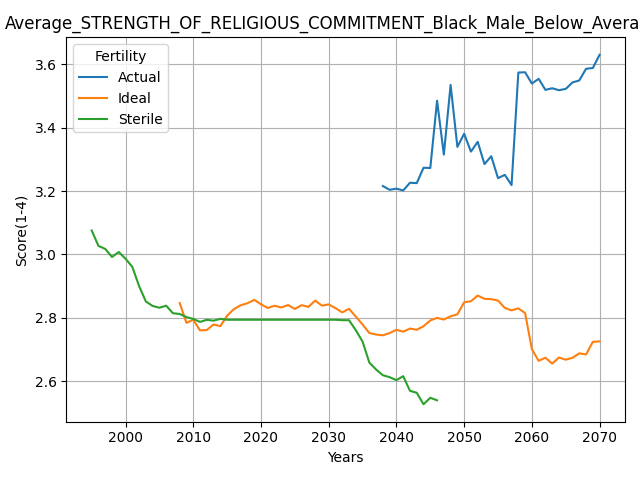 Average_STRENGTH_OF_RELIGIOUS_COMMITMENT_Black_Male_Below_Avera
Fertility
Actual
Ideal
Sterile
Score(1-4)
3.6
3.4
3.2
3.0
2.8
2.6
2000 2010 2020 2030 2040 2050 2060 2070
Years